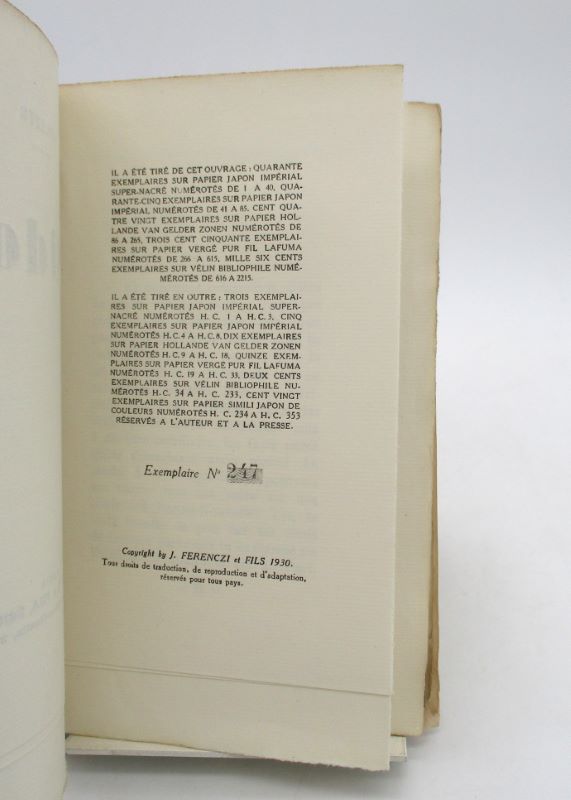 IL A ÉTÉ TIRÉ DE CET OUVRAGE : QUARANTE
EXEMPLAIRES SUR PAPIER JAPON IMPÉRIAL
SUPER-NACRÉ NUMÉROTÉS DE 1 A 40, QUA-
RANTE-CINQ EXEMPLAIRES SUR PAPIER JAPON
IMPÉRIAL NUMÉROTÉS DE 41 A 85. CENT QUA-
TRE VINGT EXEMPLAIRES SUR PAPIER HOL-
LANDE VAN GELDER ZONEN NUMÉROTÉS DE
86 A 265, TROIS CENT CINQUANTE EXEMPLAI-
RES SUR PAPIER VERGÉ PUR FIL LAFUMA
NUMÉROTÉS DE 266 A 615, MILLE SIX CENTS
EXEMPLAIRES SUR VÉLIN BIBLIOPHILE NUMÉ-
MÉROTÉS DE 616 A 2215.
IL A ÉTÉ TIRÉ EN OUTRE : TROIS EXEMPLAI-
RES SUR PAPIER JAPON IMPÉRIAL SUPER-
NACRÉ NUMÉROTÉS H. C. 1 A H. C. 3, CINQ
EXEMPLAIRES SUR PAPIER JAPON IMPÉRIAL
NUMÉROTÉS H. C. 4 A H. C. 8, DIX EXEMPLAIRES
SUR PAPIER HOLLANDE VAN GELDER ZONEN
NUMÉROTÉS H. C. 9 A H. C. 18, QUINZE EXEM-
PLAIRES SUR PAPIER VERGÉ PUR FIL LAFUMA
NUMÉROTÉS H. C. 19 A H. C. 33, DEUX CENTS
EXEMPLAIRES SUR VÉLIN BIBLIOPHILE NU-
MÉROTÉS H. C. 34 A H. C. 233, CENT VINGT
EXEMPLAIRES SUR PAPIER SIMILI JAPON DE
COULEURS NUMÉROTÉS H. C. 234 A H. C. 353
RÉSERVÉS A L'AUTEUR ET A LA PRESSE.
Exemplaire N° 247
Copyright by J. FERENCZI et FILS 1930.
Tous droits de traduction, de reproduction et d'adaptation,
réservés pour tous pays.